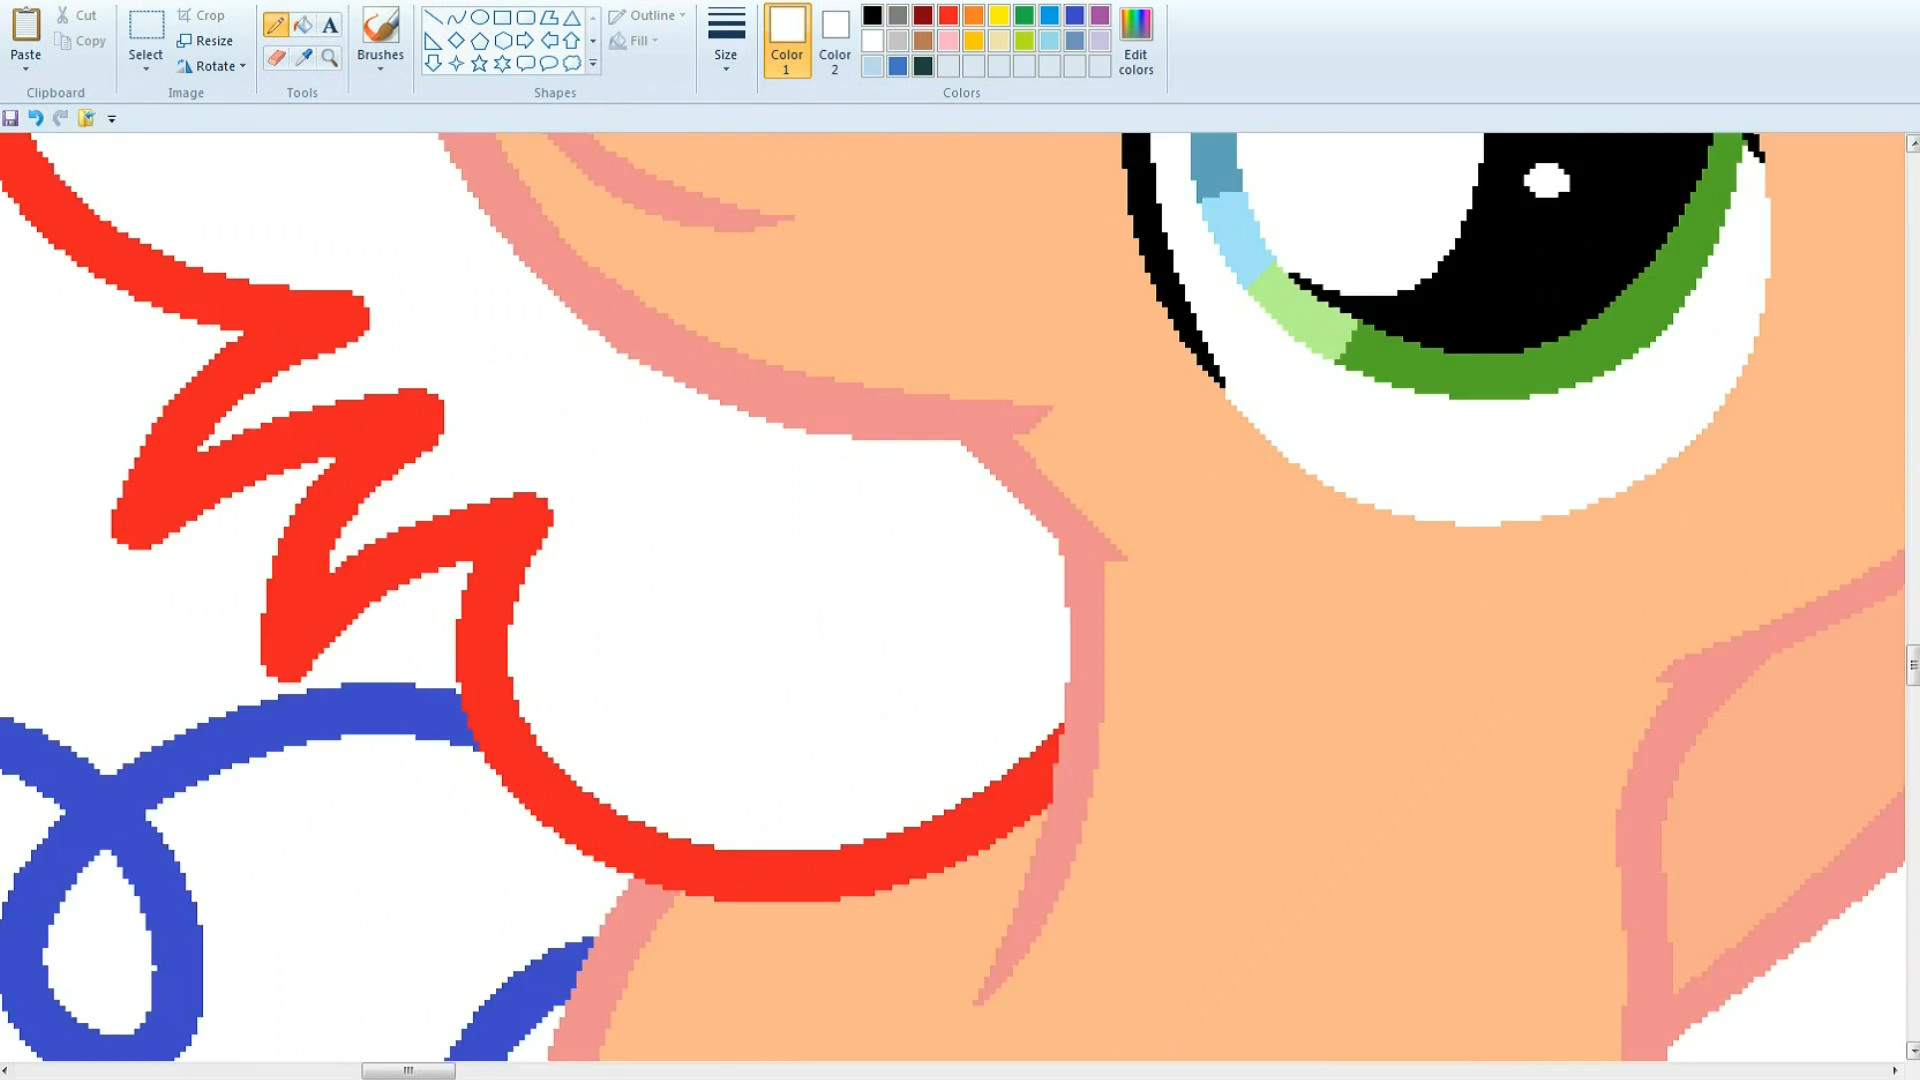 Paste
Cut
Copy
Clipboard
Select
Crop
Resize
Rotate
Image
A
Tools
Brushes
Outline
Fill
Shapes
Size
Color
1
Color
2
Edit
colors
Colors